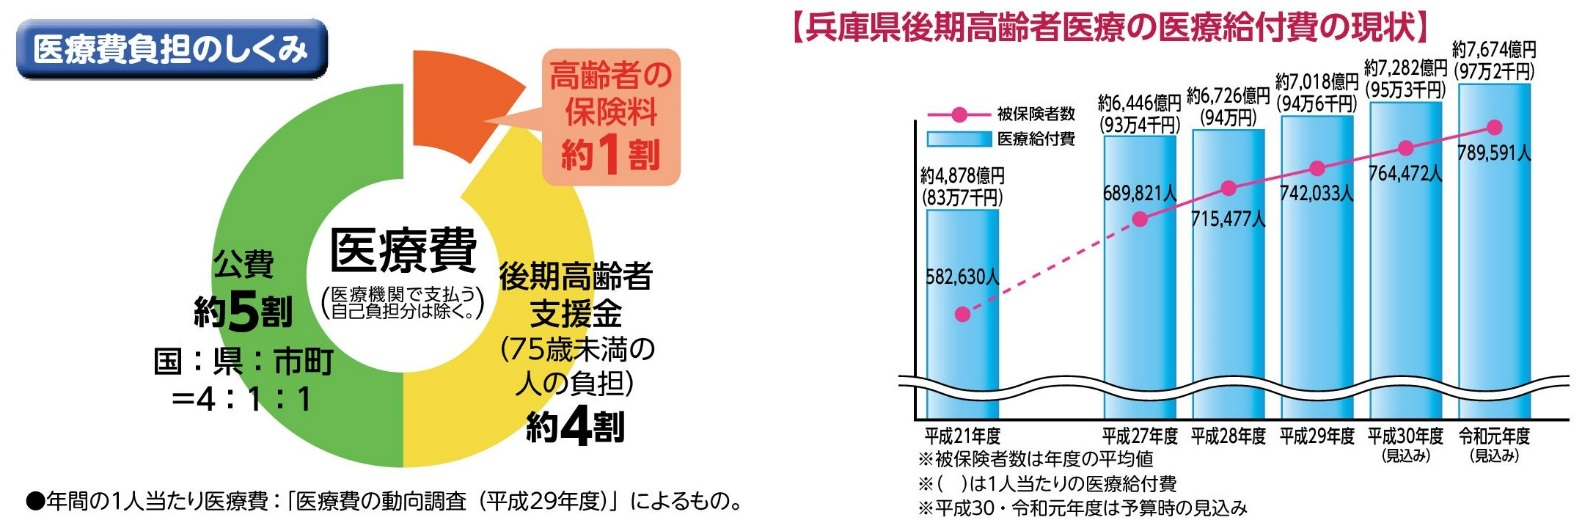 医療費負担のしくみ
高齢者の
保険料
約1割
医療費
(医療機関で支払う
自己負担分は除く。)
公費
約5割
国：県：市町
＝4：1：1
後期高齢者
支援金
(75歳未満の
人の負担)
約4割
●年間の1人当たり医療費：「医療費の動向調査（平成29年度）」によるもの。
【兵庫県後期高齢者医療の医療給付費の現状】
被保険者数
医療給付費
約4,878億円
(83万7千円)
582,630人
平成21年度
約6,446億円
(93万4千円)
689,821人
平成27年度
約6,726億円
(94万円)
715,477人
平成28年度
約7,018億円
(94万6千円)
742,033人
平成29年度
約7,282億円
(95万3千円)
764,472人
平成30年度
(見込み)
約7,674億円
(97万2千円)
789,591人
令和元年度
(見込み)
※被保険者数は年度の平均値
※(　)は1人当たりの医療給付費
※平成30・令和元年度は予算時の見込み